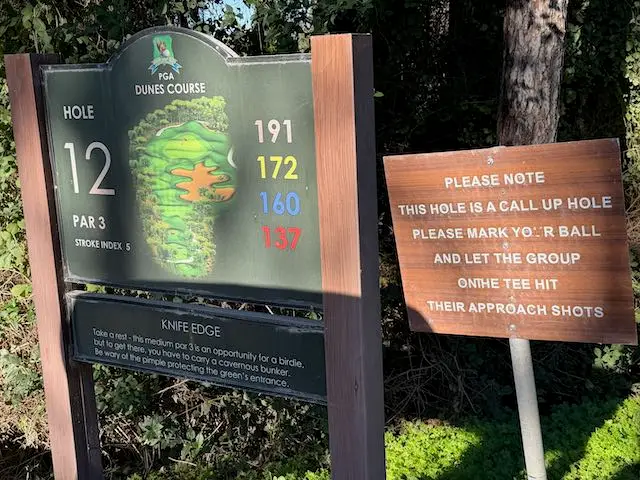 PGA
DUNES COURSE
HOLE
12
PAR 3
STROKE INDEX 5
191
172
160
137
KNIFE EDGE
Take a rest - this medium par 3 is an opportunity for a birdie,
but to get there, you have to carry a cavernous bunker.
Be wary of the pimple protecting the green's entrance.
PLEASE NOTE
THIS HOLE IS A CALL UP HOLE
PLEASE MARK YO R BALL
AND LET THE GROUP
ONTHE TEE HIT
THEIR APPROACH SHOTS